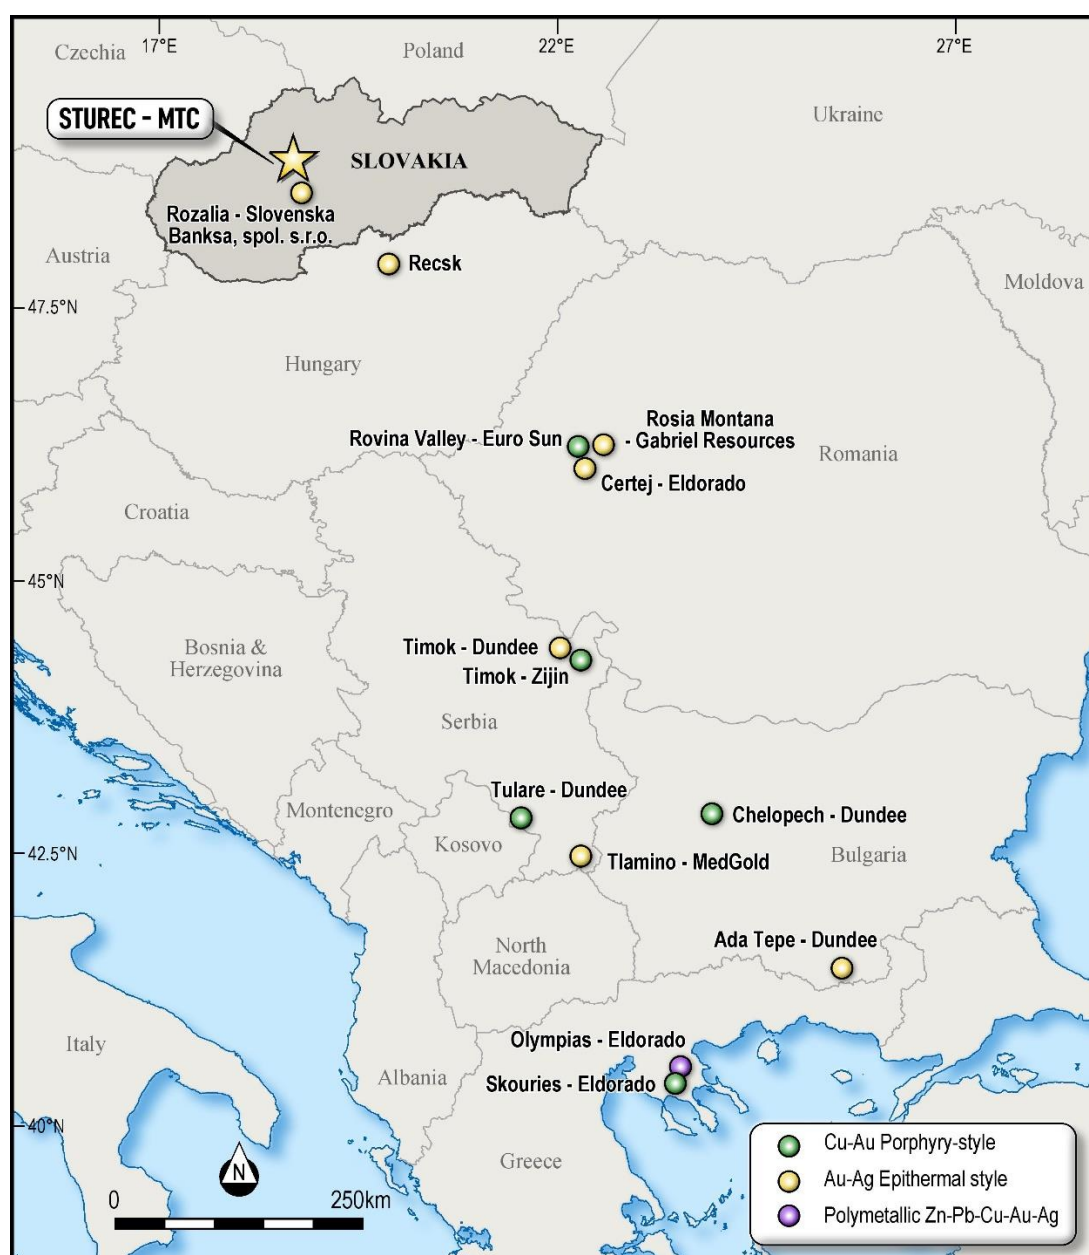 17°E
22°E
27°E
Czechia
Poland
Ukraine
STUREC - MTC
SLOVAKIA
Rozalia - Slovenska
Banksa, spol. s.r.o.
Austria
Recsk
Moldova
47.5°N
Hungary
Rosia Montana
- Gabriel Resources
Rovina Valley - Euro Sun
Romania
Certej - Eldorado
Croatia
45°N
Bosnia &
Herzegovina
Timok - Dundee
Timok - Zijin
Serbia
Tulare - Dundee
Montenegro
Chelopech - Dundee
Kosovo
42.5°N
Tlamino - MedGold
Bulgaria
Ada Tepe - Dundee
North
Macedonia
Olympias - Eldorado
Italy
Albania
Skouries - Eldorado
40°N
Greece
N
0
250km
Cu-Au Porphyry-style
Au-Ag Epithermal style
Polymetallic Zn-Pb-Cu-Au-Ag